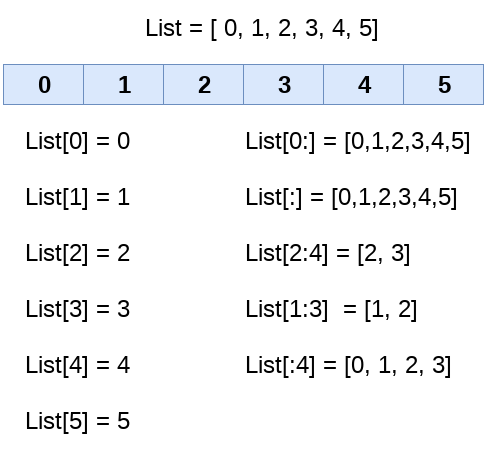 List = [ 0, 1, 2, 3, 4, 5]
0 1 2 3 4 5
List[0] = 0 List[0:] = [0,1,2,3,4,5]
List[1] = 1 List[:] = [0,1,2,3,4,5]
List[2] = 2 List[2:4] = [2, 3]
List[3] = 3 List[1:3]  = [1, 2]
List[4] = 4 List[:4] = [0, 1, 2, 3]
List[5] = 5